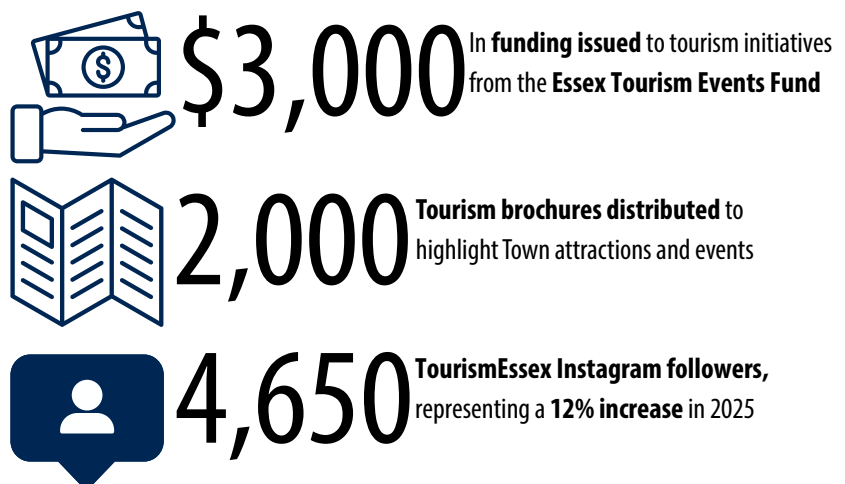 $3,000
In funding issued to tourism initiatives
from the Essex Tourism Events Fund
2,000
Tourism brochures distributed to
highlight Town attractions and events
4,650
TourismEssex Instagram followers,
representing a 12% increase in 2025